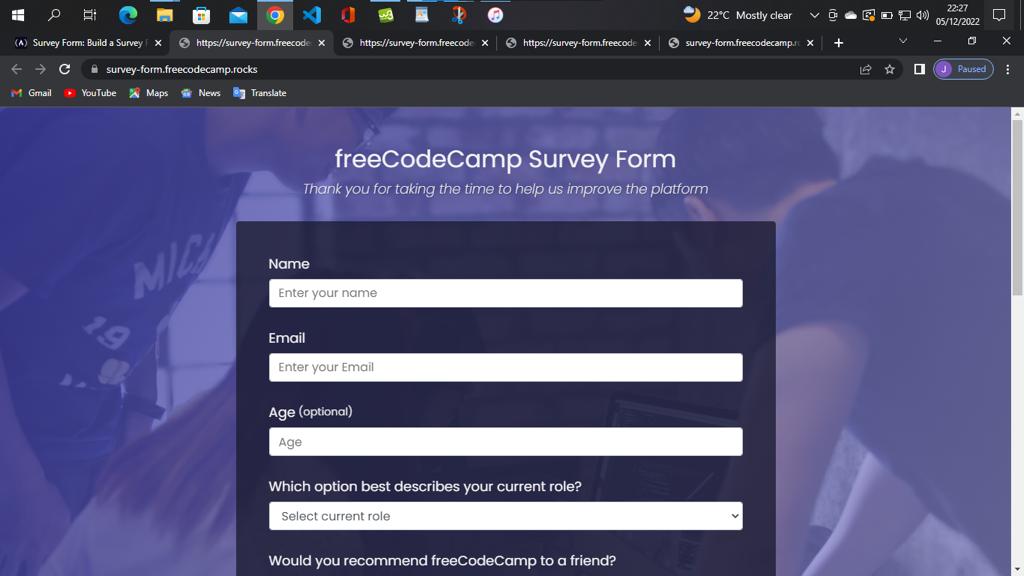 22°C Mostly clear
22:27
05/12/2022
Survey Form: Build a Survey F
https://survey-form.freecodec
https://survey-form.freecode
https://survey-form.freecode
survey-form.freecodecamp.ro
survey-form.freecodecamp.rocks
J Paused
Gmail
YouTube
Maps
News
Translate
freeCodeCamp Survey Form
Thank you for taking the time to help us improve the platform
Name
Enter your name
Email
Enter your Email
Age (optional)
Age
Which option best describes your current role?
Select current role
Would you recommend freeCodeCamp to a friend?
MICH
19